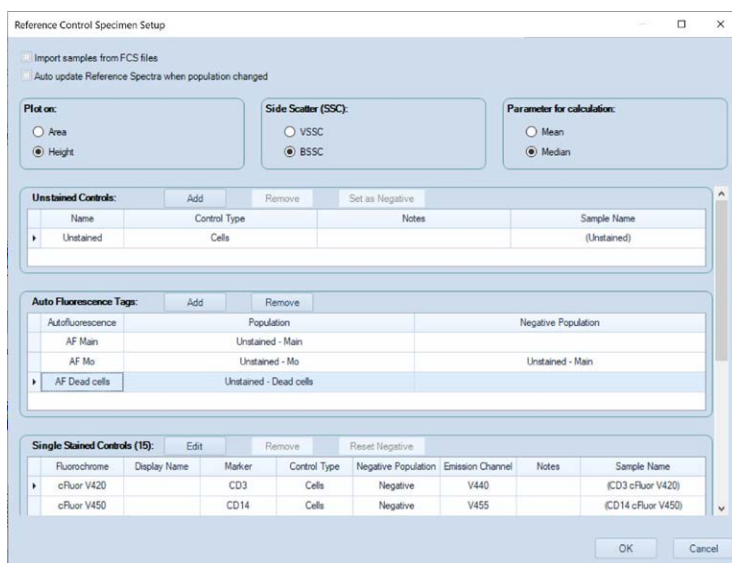 Reference Control Specimen Setup
Import samples from FCS files
Auto update Reference Spectra when population changed
Plot on: Side Scatter (SSC): Parameter for calculation:
Area VSSC Mean
Height BSSC Median
Unstained Controls: Add Remove Set as Negative
Name Control Type Notes Sample Name
Unstained Cells (Unstained)
Auto Fluorescence Tags: Add Remove
Autofluorescence Population Negative Population
AF Main Unstained - Main
AF Mo Unstained - Mo Unstained - Main
AF Dead cells Unstained - Dead cells
Single Stained Controls (15): Edit Remove Reset Negative
Fluorochrome Display Name Marker Control Type Negative Population Emission Channel Notes Sample Name
cFluor V420 CD3 Cells Negative V440 (CD3 cFluor V420)
cFluor V450 CD14 Cells Negative V455 (CD14 cFluor V450)
OK Cancel